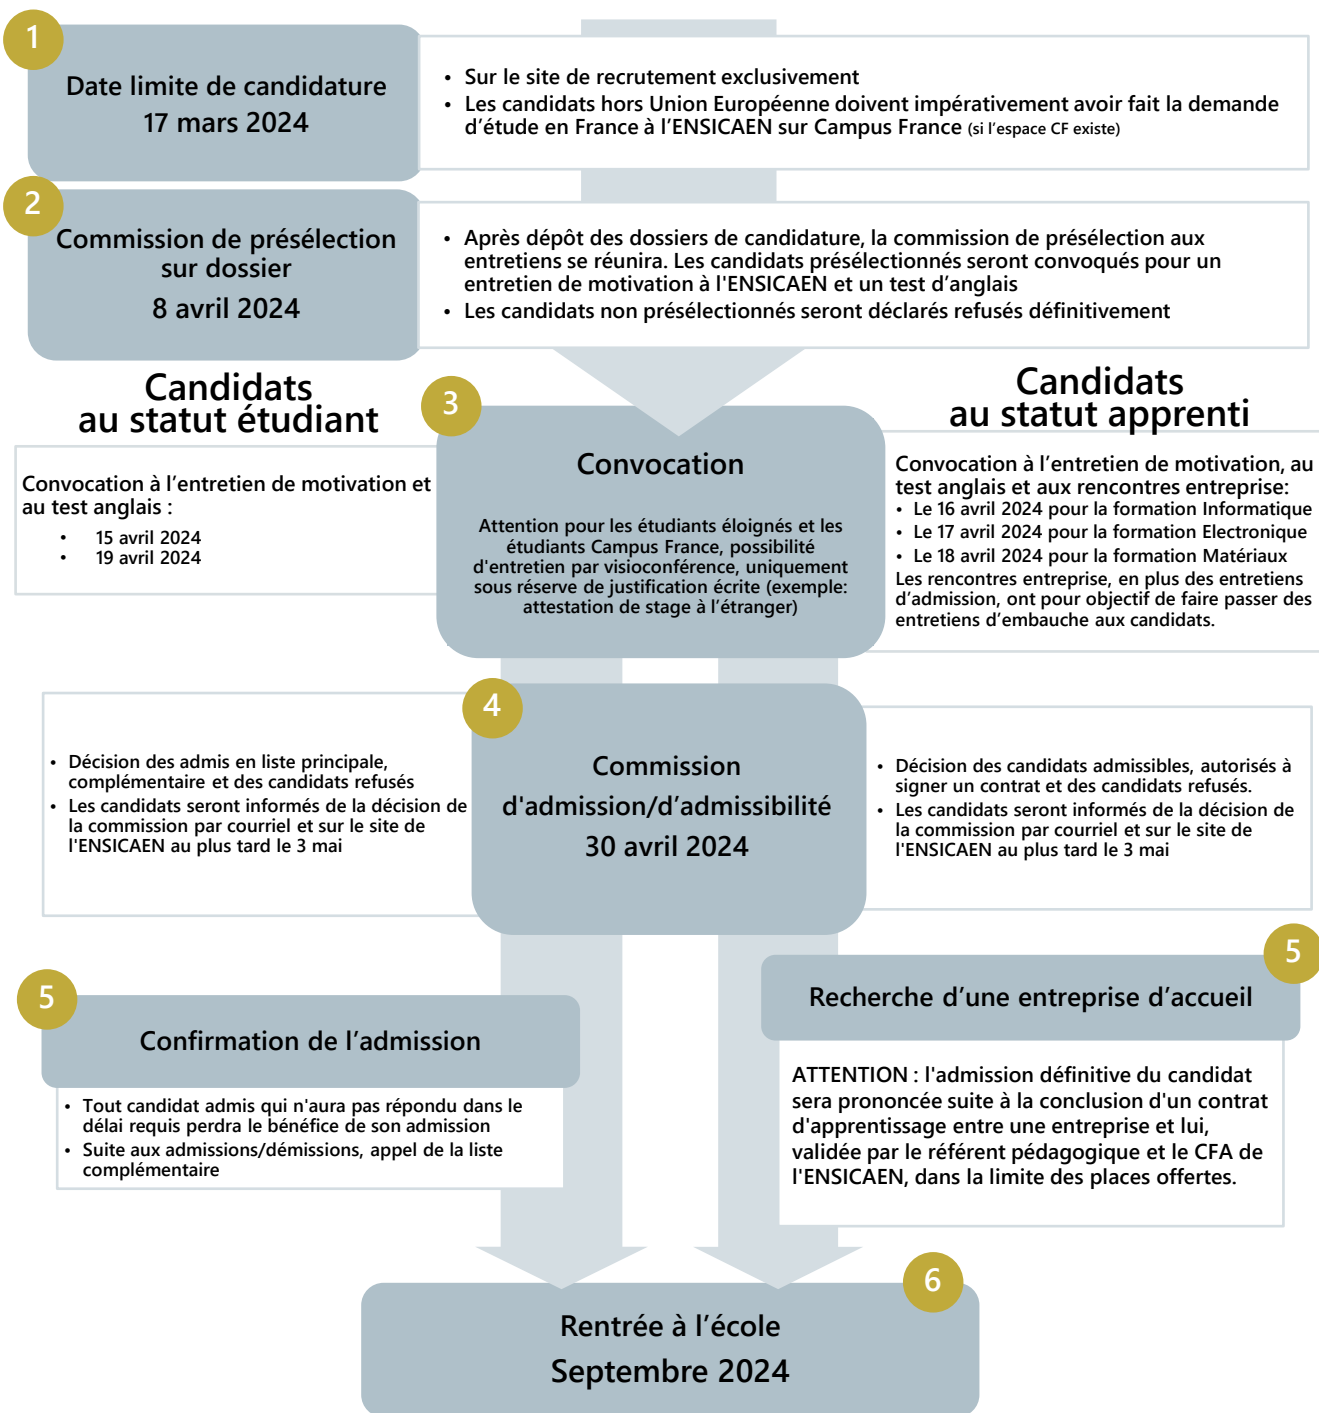 1
Date limite de candidature
17 mars 2024
• Sur le site de recrutement exclusivement
• Les candidats hors Union Européenne doivent impérativement avoir fait la demande
d’étude en France à l’ENSICAEN sur Campus France (si l’espace CF existe)
2
Commission de présélection
sur dossier
8 avril 2024
• Après dépôt des dossiers de candidature, la commission de présélection aux
entretiens se réunira. Les candidats présélectionnés seront convoqués pour un
entretien de motivation à l'ENSICAEN et un test d’anglais
• Les candidats non présélectionnés seront déclarés refusés définitivement
Candidats
au statut étudiant
Convocation à l’entretien de motivation et
au test anglais :
• 15 avril 2024
• 19 avril 2024
3
Convocation
Attention pour les étudiants éloignés et les
étudiants Campus France, possibilité
d'entretien par visioconférence, uniquement
sous réserve de justification écrite (exemple:
attestation de stage à l’étranger)
Candidats
au statut apprenti
Convocation à l’entretien de motivation, au
test anglais et aux rencontres entreprise:
• Le 16 avril 2024 pour la formation Informatique
• Le 17 avril 2024 pour la formation Electronique
• Le 18 avril 2024 pour la formation Matériaux
Les rencontres entreprise, en plus des entretiens
d’admission, ont pour objectif de faire passer des
entretiens d’embauche aux candidats.
4
Commission
d'admission/d’admissibilité
30 avril 2024
• Décision des admis en liste principale,
complémentaire et des candidats refusés
• Les candidats seront informés de la décision de
la commission par courriel et sur le site de
l'ENSICAEN au plus tard le 3 mai
• Décision des candidats admissibles, autorisés à
signer un contrat et des candidats refusés.
• Les candidats seront informés de la décision de
la commission par courriel et sur le site de
l'ENSICAEN au plus tard le 3 mai
5
Confirmation de l’admission
• Tout candidat admis qui n'aura pas répondu dans le
délai requis perdra le bénéfice de son admission
• Suite aux admissions/démissions, appel de la liste
complémentaire
5
Recherche d’une entreprise d’accueil
ATTENTION : l'admission définitive du candidat
sera prononcée suite à la conclusion d'un contrat
d'apprentissage entre une entreprise et lui,
validée par le référent pédagogique et le CFA de
l'ENSICAEN, dans la limite des places offertes.
6
Rentrée à l’école
Septembre 2024